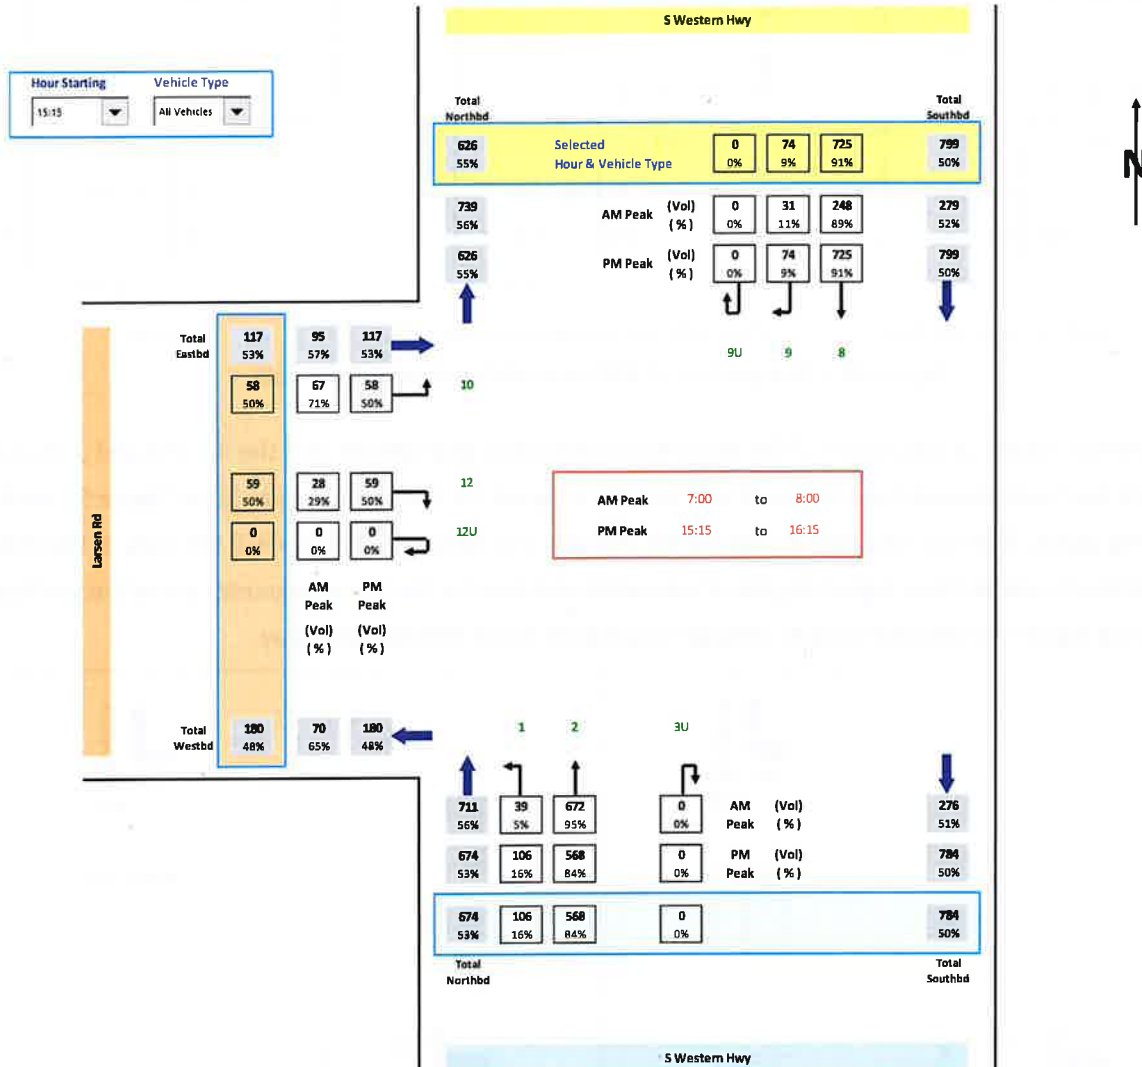 S Western Hwy
Hour Starting Vehicle Type
15:15 All Vehicles
Total Northbd Total Southbd
626 Selected 0 74 725 799
55% Hour & Vehicle Type 0% 9% 91% 50%
739 AM Peak (Vol) 0 31 248 279
56% (%) 0% 11% 89% 52%
626 PM Peak (Vol) 0 74 725 799
55% (%) 0% 9% 91% 50%
N
Total Eastbd 117 95 117
53% 57% 53%
9U 9 8
58 67 58 10
50% 71% 50%
59 28 59 12
50% 29% 50%
0 0 0 12U
0% 0% 0%
AM Peak 7:00 to 8:00
PM Peak 15:15 to 16:15
Larsen Rd
AM PM
Peak Peak
(Vol) (Vol)
(%) (%)
Total Westbd 180 70 180
48% 65% 48%
1 2 3U
711 39 672 0 AM (Vol) 276
56% 5% 95% 0% Peak (%) 51%
674 106 568 0 PM (Vol) 784
53% 16% 84% 0% Peak (%) 50%
674 106 568 0 784
53% 16% 84% 0% 50%
Total Northbd Total Southbd
S Western Hwy